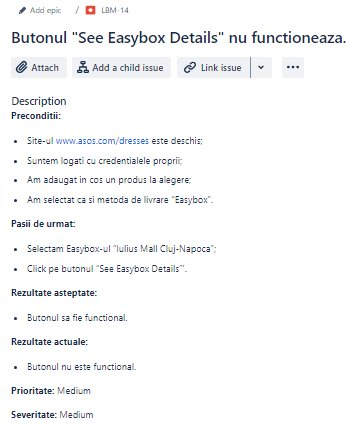 Add epic / LBM-14
Butonul "See Easybox Details" nu functioneaza.
Attach Add a child issue Link issue
Description
Preconditii:
Site-ul www.asos.com/dresses este deschis;
Suntem logati cu credentialele proprii;
Am adaugat in cos un produs la alegere;
Am selectat ca si metoda de livrare "Easybox".
Pasii de urmat:
Selectam Easybox-ul "Iulius Mall Cluj-Napoca";
Click pe butonul "See Easybox Details"'.
Rezultate asteptate:
Butonul sa fie functional.
Rezultate actuale:
Butonul nu este functional.
Prioritate: Medium
Severitate: Medium